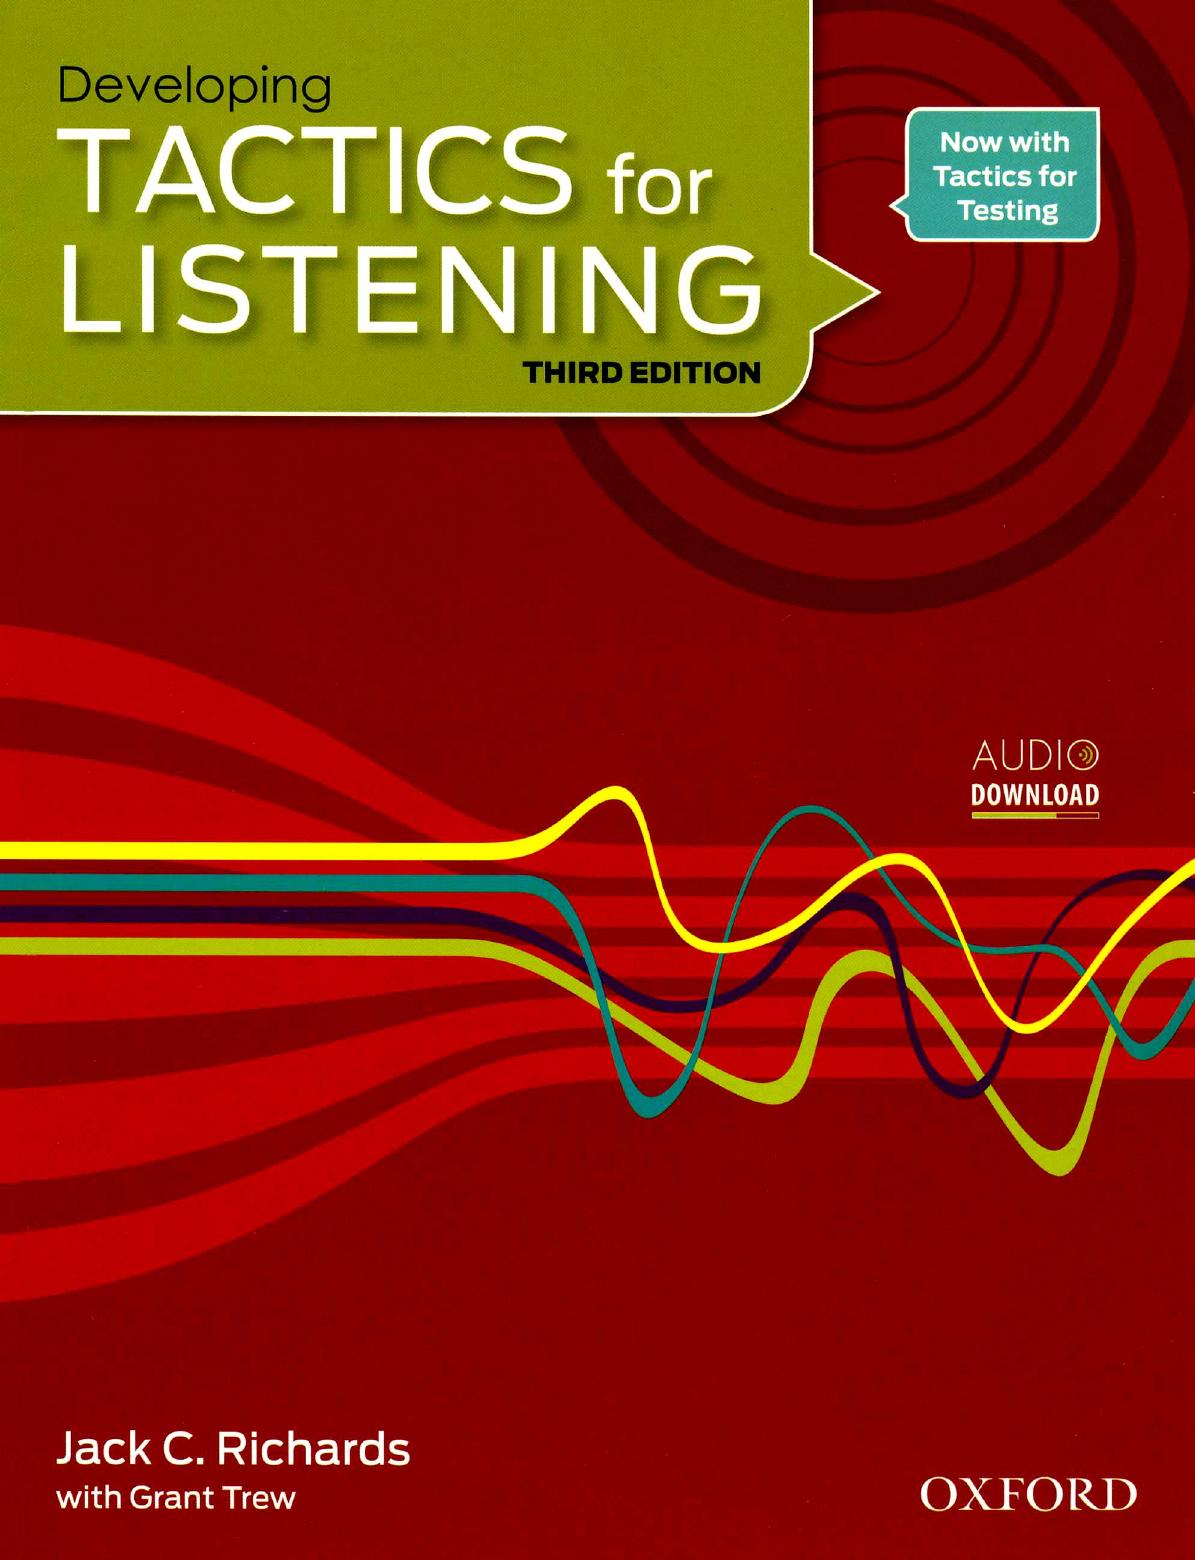 Developing
TACTICS for
LISTENING
THIRD EDITION
Now with
Tactics for
Testing
AUDIO
DOWNLOAD
Jack C. Richards
with Grant Trew
OXFORD